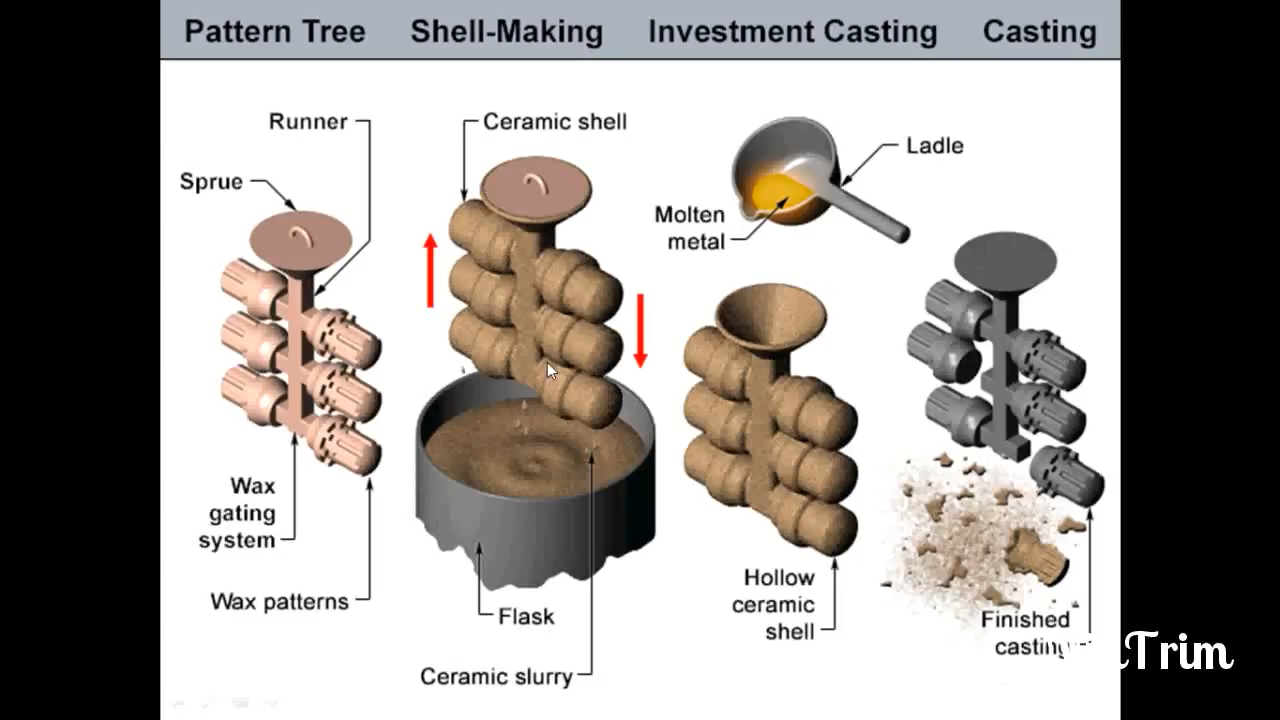 Pattern Tree
Shell-Making
Investment Casting
Casting
Runner
Sprue
Wax
gating
system
Wax patterns
Ceramic shell
Flask
Ceramic slurry
Molten
metal
Ladle
Hollow
ceramic
shell
Finished
casting
Trim